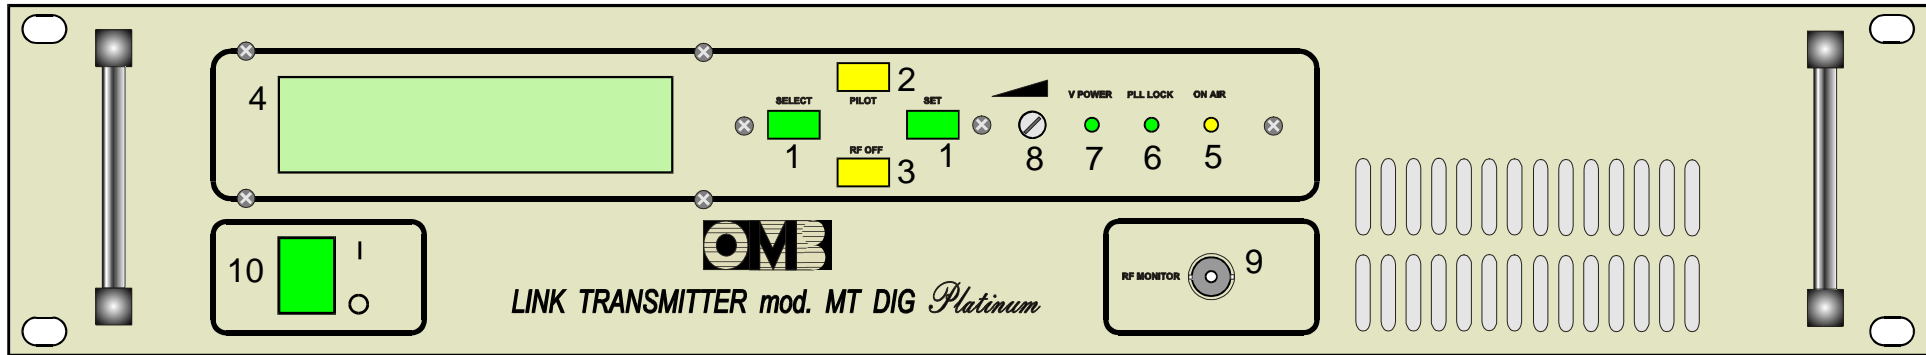 4
2
SELECT PILOT SET
1 1
RF OFF
3
V POWER PLL LOCK ON AIR
8 7 6 5
10 I O
OMB
LINK TRANSMITTER mod. MT DIG Platinum
RF MONITOR 9